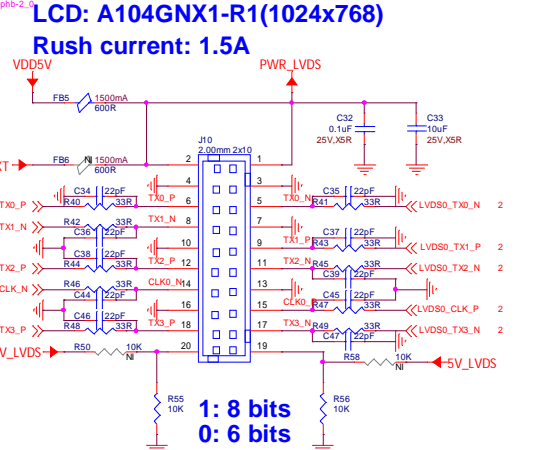 phb-2_0
LCD: A104GNX1-R1(1024x768)
Rush current: 1.5A
VDD5V
PWR_LVDS
FB5 1500mA
600R
C32
0.1uF
25V,X5R
C33
10uF
25V,X5R
J10
2.00mm 2x10
XT FB6 NI 1500mA
600R
2 1
4 3
C34 22pF
C35 22pF
TX0_P R40 33R TX0_P 6 5 TX0_N R41 33R LVDS0_TX0_N 2
TX1_N R42 33R TX1_N 8 7
C36 22pF
C37 22pF
10 9 TX1_P R43 33R LVDS0_TX1_P 2
C38 22pF
TX2_P R44 33R TX2_P 12 11 TX2_N R45 33R LVDS0_TX2_N 2
C39 22pF
CLK_N R46 33R CLK0_N 14 13
C44 22pF
C45 22pF
16 15 CLK0_P R47 33R LVDS0_CLK_P 2
C46 22pF
TX3_P R48 33R TX3_P 18 17 TX3_N R49 33R LVDS0_TX3_N 2
C47 22pF
V_LVDS R50 10K NI 20 19 R58 10K NI 5V_LVDS
R55
10K
R56
10K
1: 8 bits
0: 6 bits